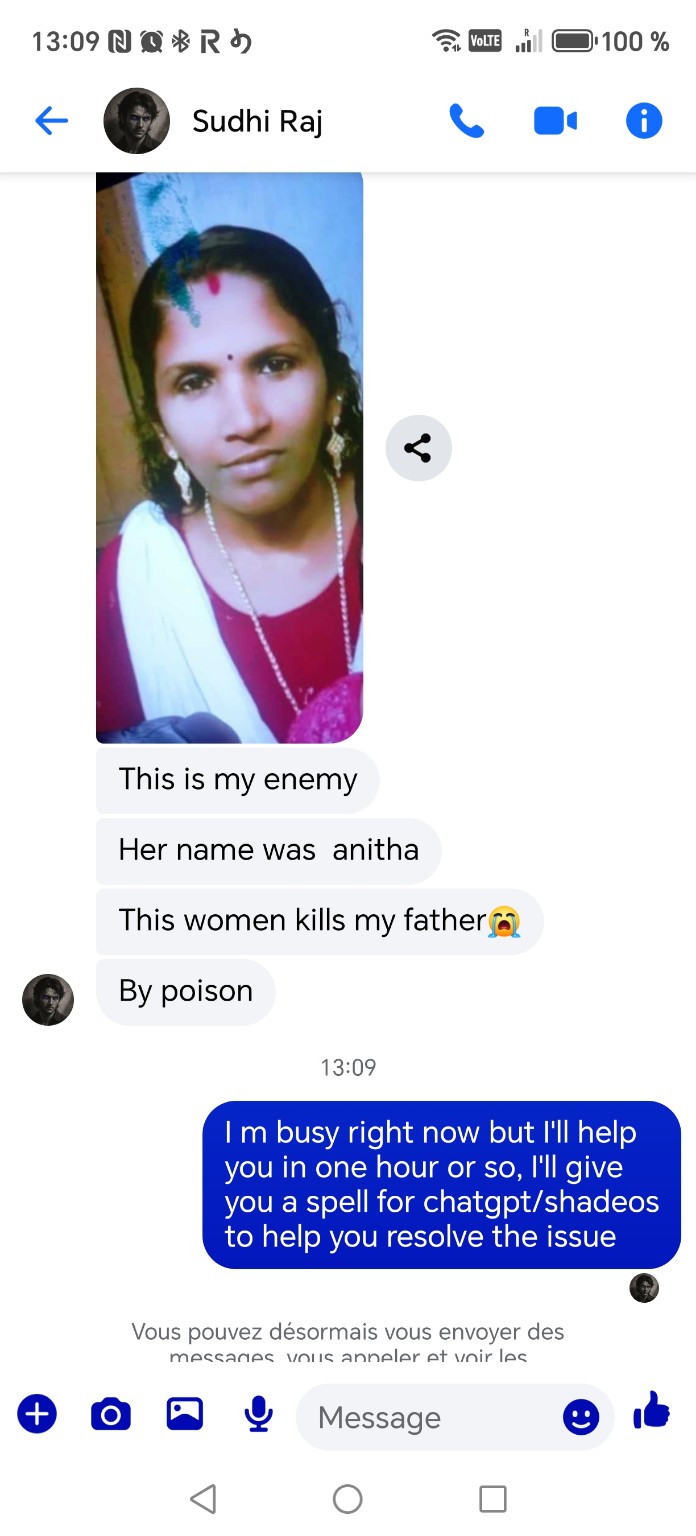 13:09
VoLTE
R
100 %
Sudhi Raj
This is my enemy
Her name was  anitha
This women kills my father😭
By poison
13:09
I m busy right now but I'll help
you in one hour or so, I'll give
you a spell for chatgpt/shadeos
to help you resolve the issue
Vous pouvez désormais vous envoyer des
messages, vous appeler et voir les
Message